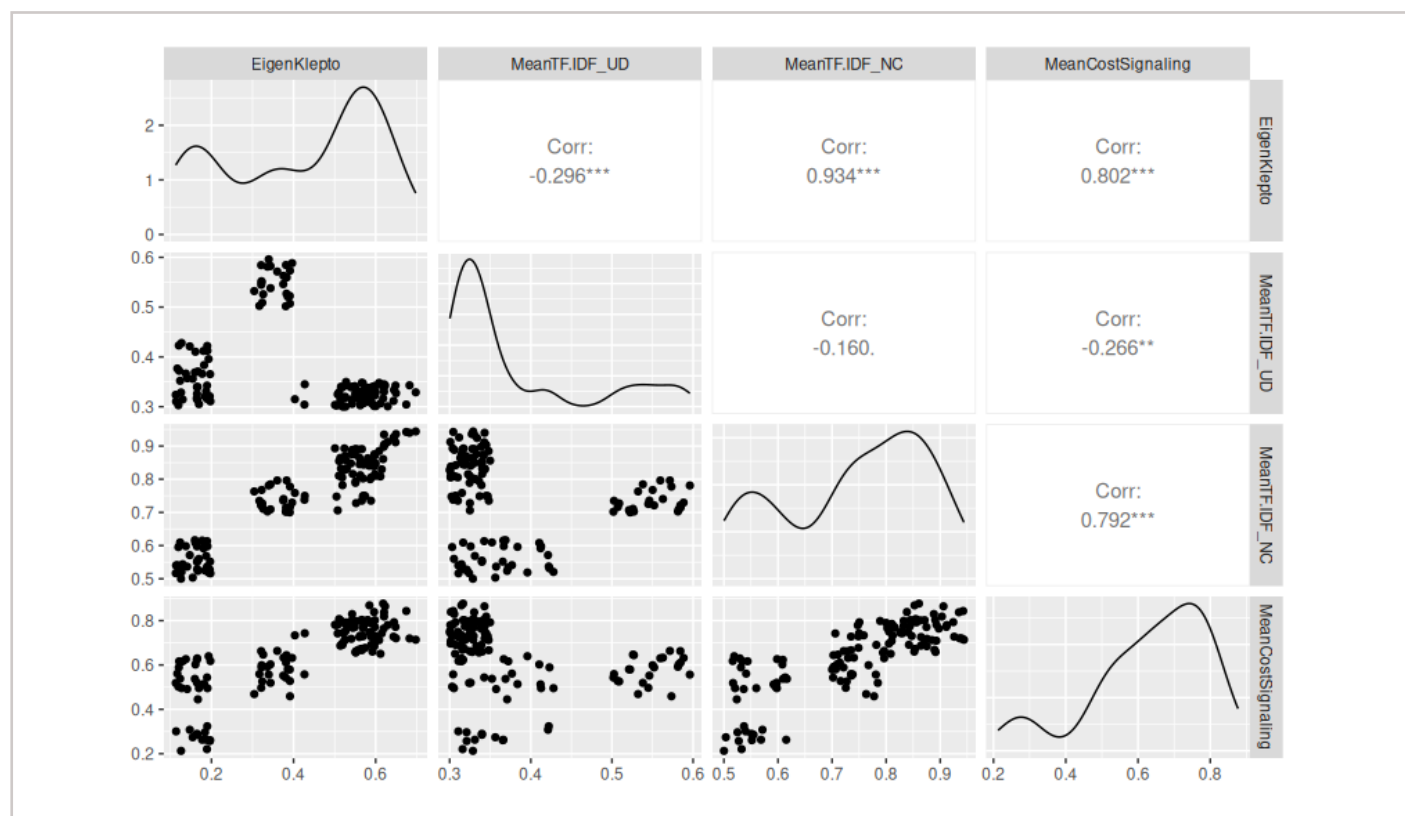 EigenKlepto MeanTF.IDF_UD MeanTF.IDF_NC MeanCostSignaling
2
1
0
Corr:
-0.296***
Corr:
0.934***
Corr:
0.802***
EigenKlepto
0.6
0.5
0.4
0.3
Corr:
-0.160.
Corr:
-0.266**
MeanTF.IDF_UD
0.9
0.8
0.7
0.6
0.5
Corr:
0.792***
MeanTF.IDF_NC
0.8
0.6
0.4
0.2
MeanCostSignaling
0.2 0.4 0.6 0.3 0.4 0.5 0.6 0.5 0.6 0.7 0.8 0.9 0.2 0.4 0.6 0.8